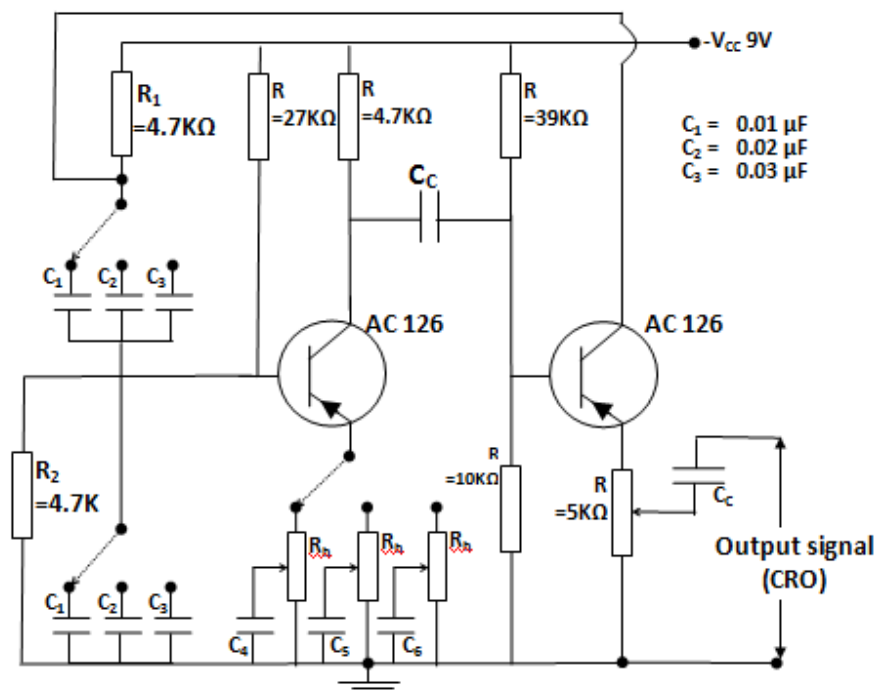 -VCC 9V
R1
=4.7KΩ
R
=27KΩ
R
=4.7KΩ
R
=39KΩ
C1 = 0.01 µF
C2 = 0.02 µF
C3 = 0.03 µF
CC
C1 C2 C3
AC 126
AC 126
R2
=4.7K
R
=10KΩ
R
=5KΩ
CC
Rh Rh Rh
Output signal
(CRO)
C1 C2 C3
C4 C5 C6